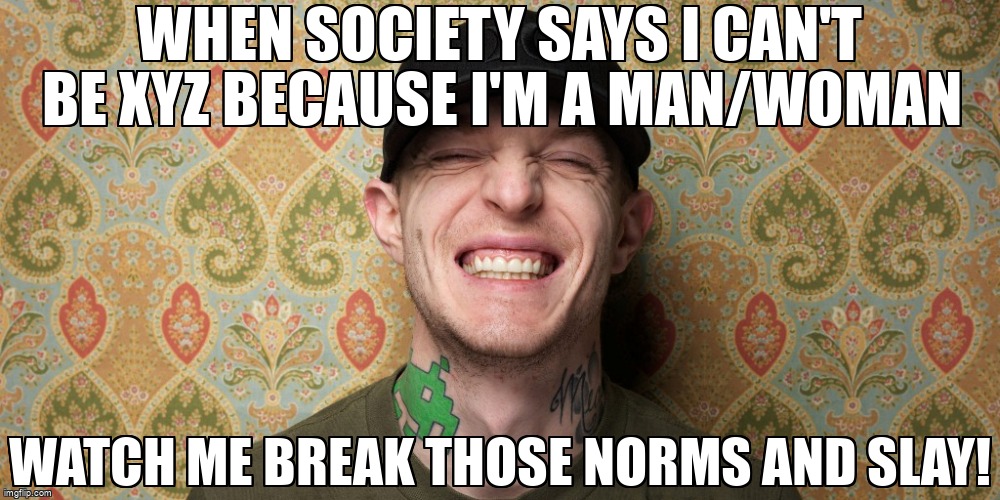 WHEN SOCIETY SAYS I CAN'T
BE XYZ BECAUSE I'M A MAN/WOMAN
WATCH ME BREAK THOSE NORMS AND SLAY!
imgflip.com